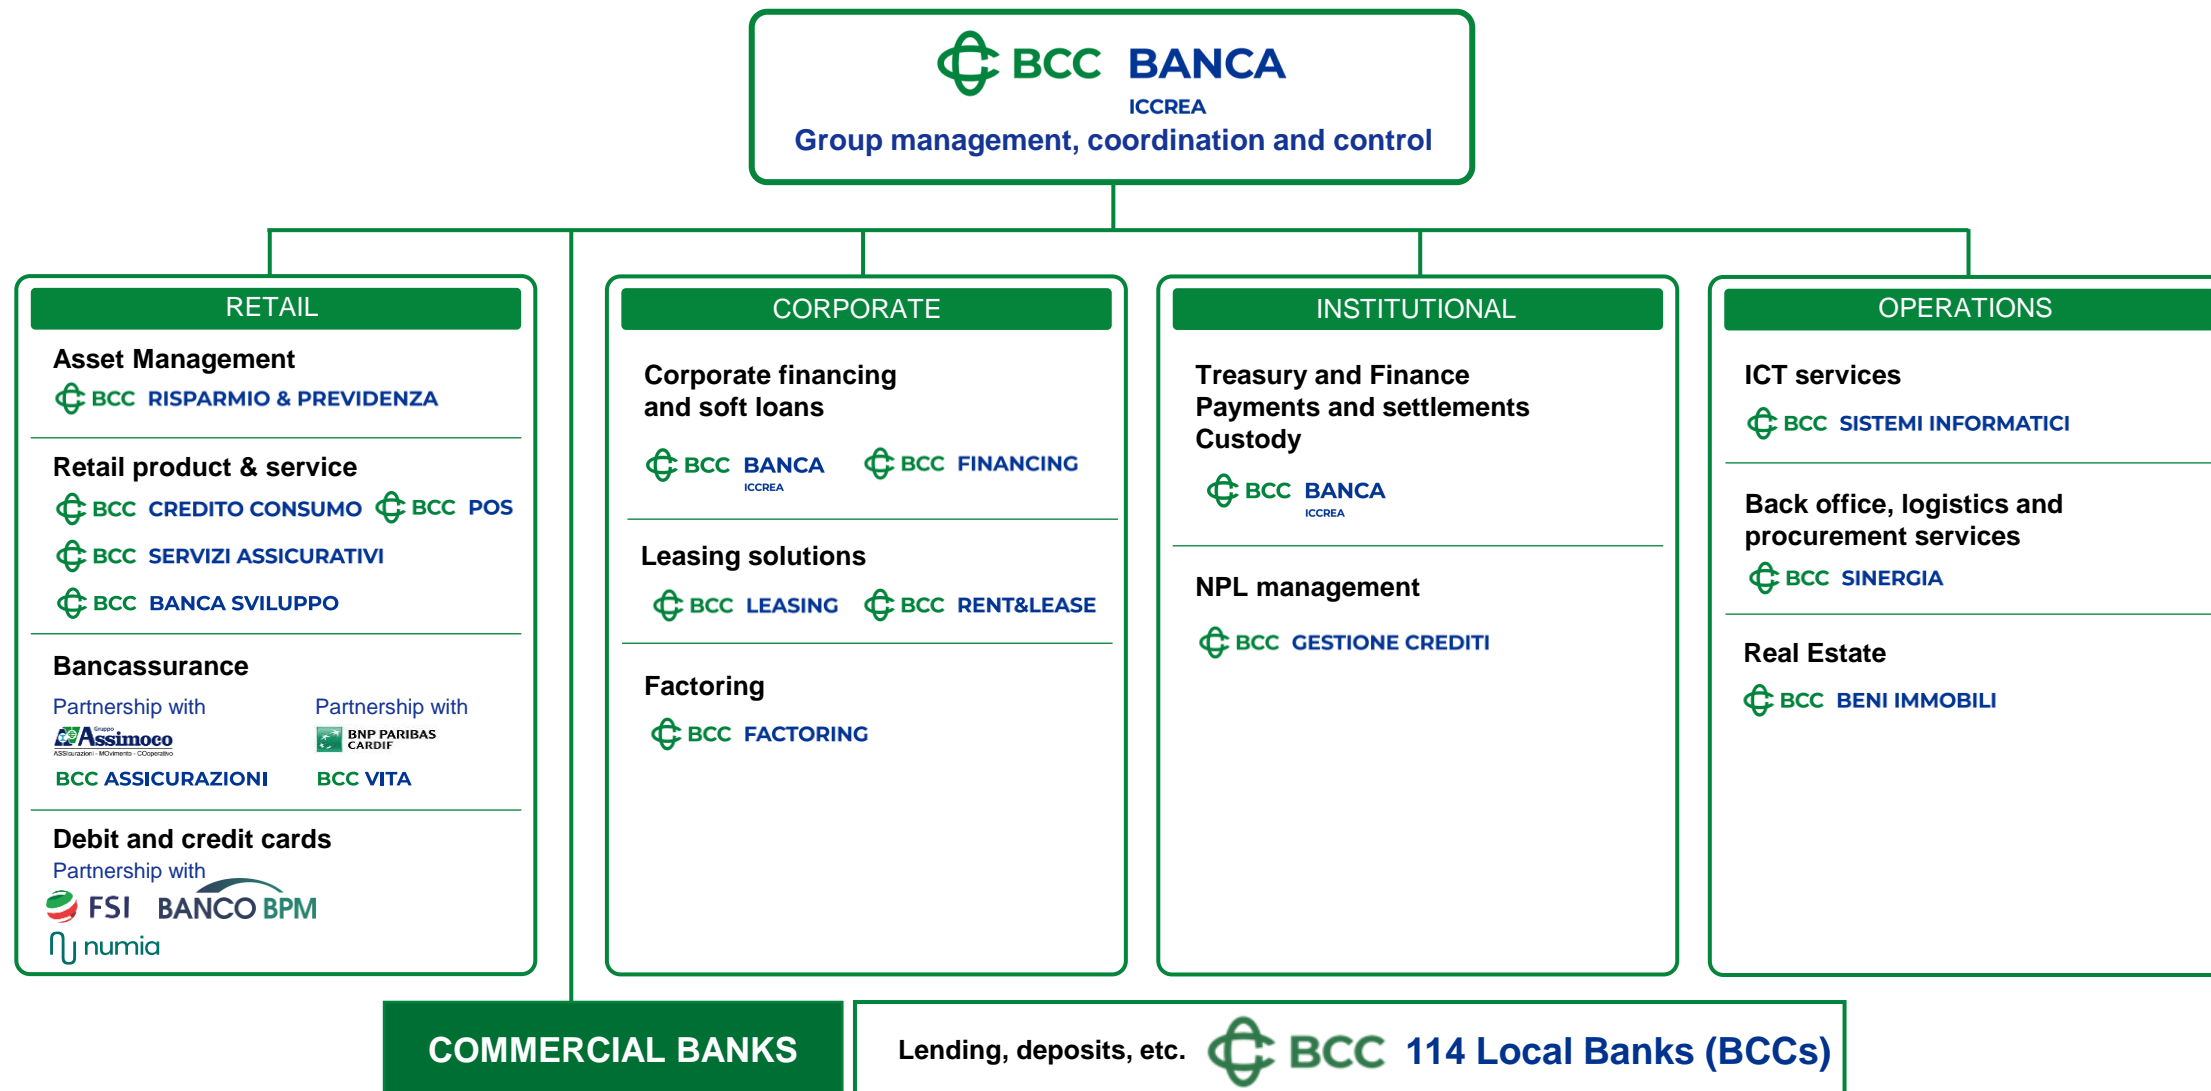 BCC BANCA
ICCREA
Group management, coordination and control
RETAIL
Asset Management
BCC RISPARMIO & PREVIDENZA
Retail product & service
BCC CREDITO CONSUMO BCC POS
BCC SERVIZI ASSICURATIVI
BCC BANCA SVILUPPO
Bancassurance
Partnership with
Gruppo
Assimoco
ASSIcurazioni - MOvimento - COoperativo
BCC ASSICURAZIONI
Partnership with
BNP PARIBAS
CARDIF
BCC VITA
Debit and credit cards
Partnership with
FSI BANCO BPM
numia
CORPORATE
Corporate financing
and soft loans
BCC BANCA
ICCREA
BCC FINANCING
Leasing solutions
BCC LEASING BCC RENT&LEASE
Factoring
BCC FACTORING
INSTITUTIONAL
Treasury and Finance
Payments and settlements
Custody
BCC BANCA
ICCREA
NPL management
BCC GESTIONE CREDITI
OPERATIONS
ICT services
BCC SISTEMI INFORMATICI
Back office, logistics and
procurement services
BCC SINERGIA
Real Estate
BCC BENI IMMOBILI
COMMERCIAL BANKS
Lending, deposits, etc. BCC 114 Local Banks (BCCs)